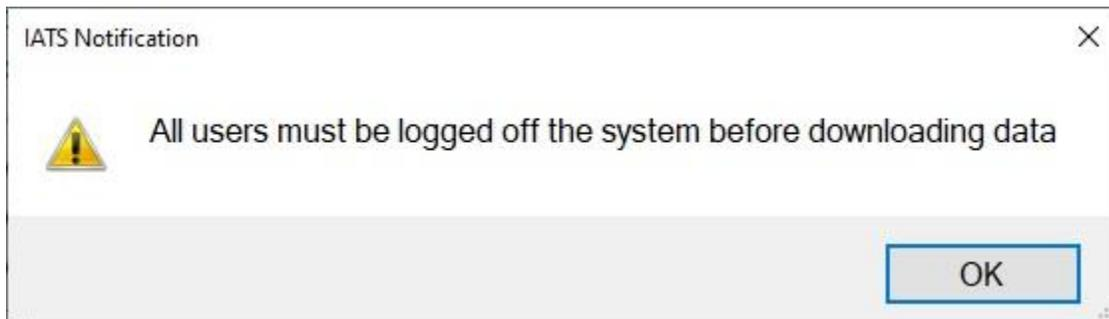 IATS Notification
All users must be logged off the system before downloading data
OK